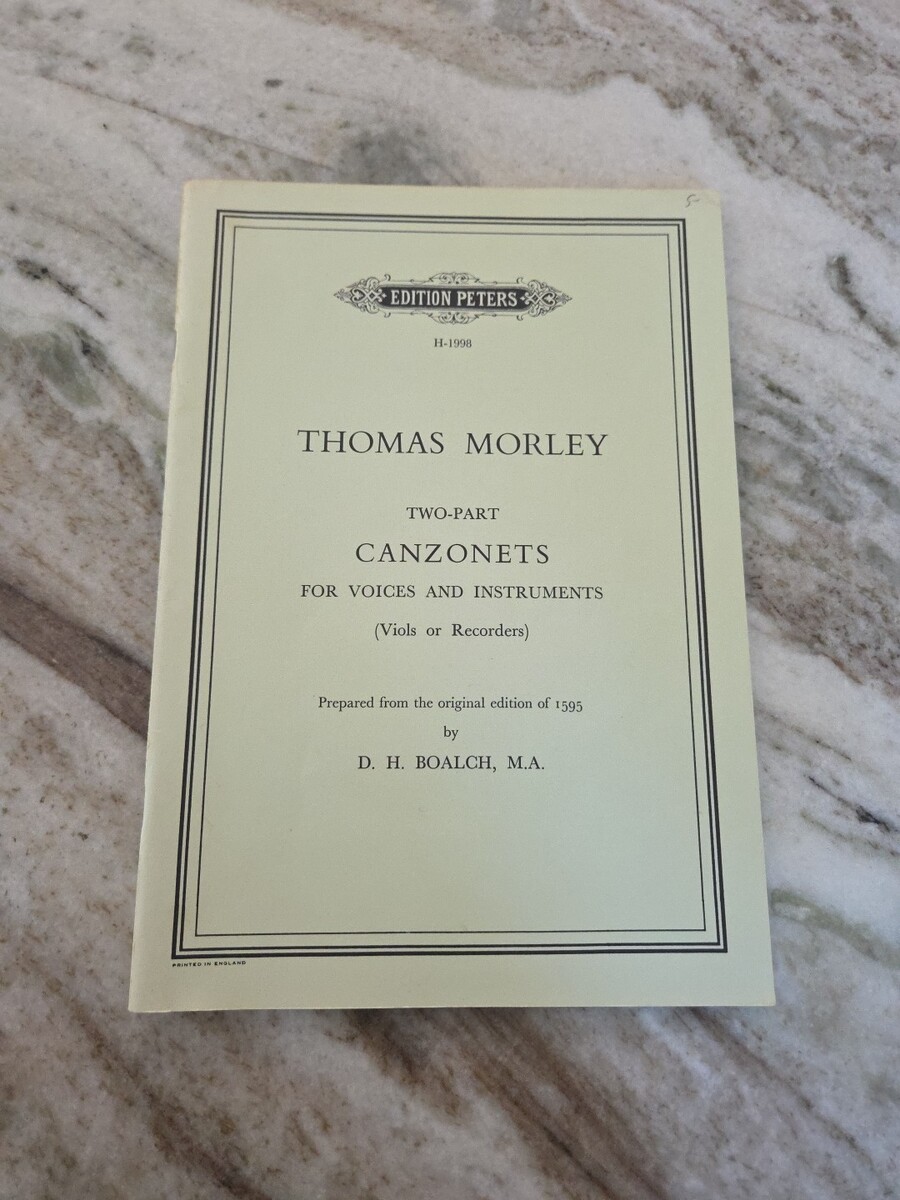 5-
EDITION PETERS
H-1998
THOMAS MORLEY
TWO-PART
CANZONETS
FOR VOICES AND INSTRUMENTS
(Viols or Recorders)
Prepared from the original edition of 1595
by
D. H. BOALCH, M.A.
PRINTED IN ENGLAND